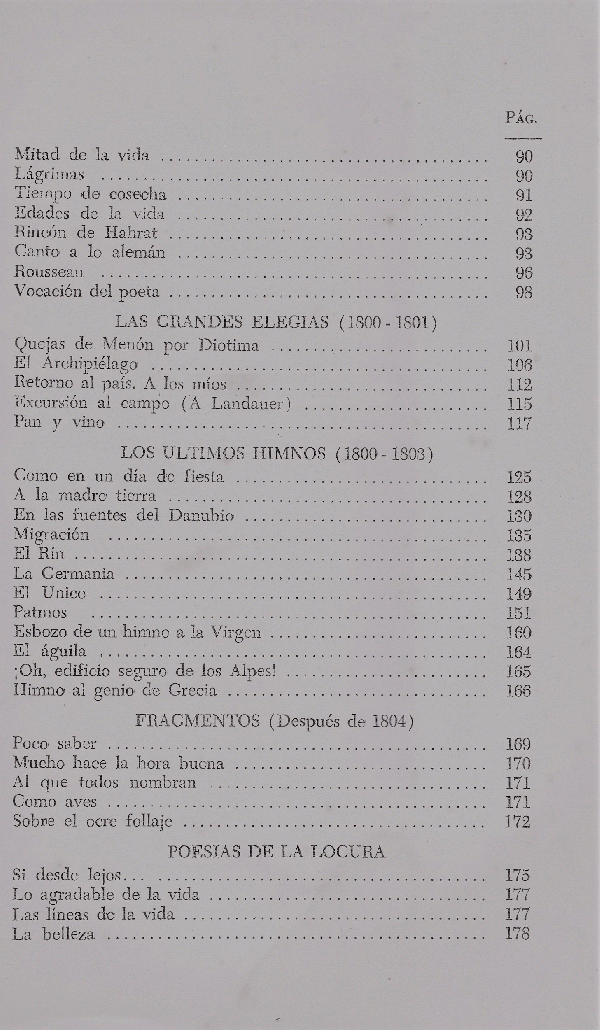 PÁG.
Mitad de la vida ........ 90
Lágrimas ........ 90
Tiempo de cosecha ........ 91
Edades de la vida ........ 92
Rincón de Hahrat ........ 93
Canto a lo alemán ........ 93
Rousseau ........ 96
Vocación del poeta ........ 98
LAS GRANDES ELEGIAS (1800 - 1801)
Quejas de Menón por Diotima ........ 101
El Archipiélago ........ 106
Retorno al país. A los míos ........ 112
Excursión al campo (A Landauer) ........ 115
Pan y vino ........ 117
LOS ULTIMOS HIMNOS (1800 - 1803)
Como en un día de fiesta ........ 125
A la madre tierra ........ 128
En las fuentes del Danubio ........ 130
Migración ........ 135
El Rín ........ 138
La Germania ........ 145
El Unico ........ 149
Patmos ........ 151
Esbozo de un himno a la Virgen ........ 160
El águila ........ 164
¡Oh, edificio seguro de los Alpes! ........ 165
Himno al genio de Grecia ........ 166
FRAGMENTOS (Después de 1804)
Poco saber ........ 169
Mucho hace la hora buena ........ 170
Al que todos nombran ........ 171
Como aves ........ 171
Sobre el ocre follaje ........ 172
POESIAS DE LA LOCURA
Si desde lejos... ........ 175
Lo agradable de la vida ........ 177
Las líneas de la vida ........ 177
La belleza ........ 178